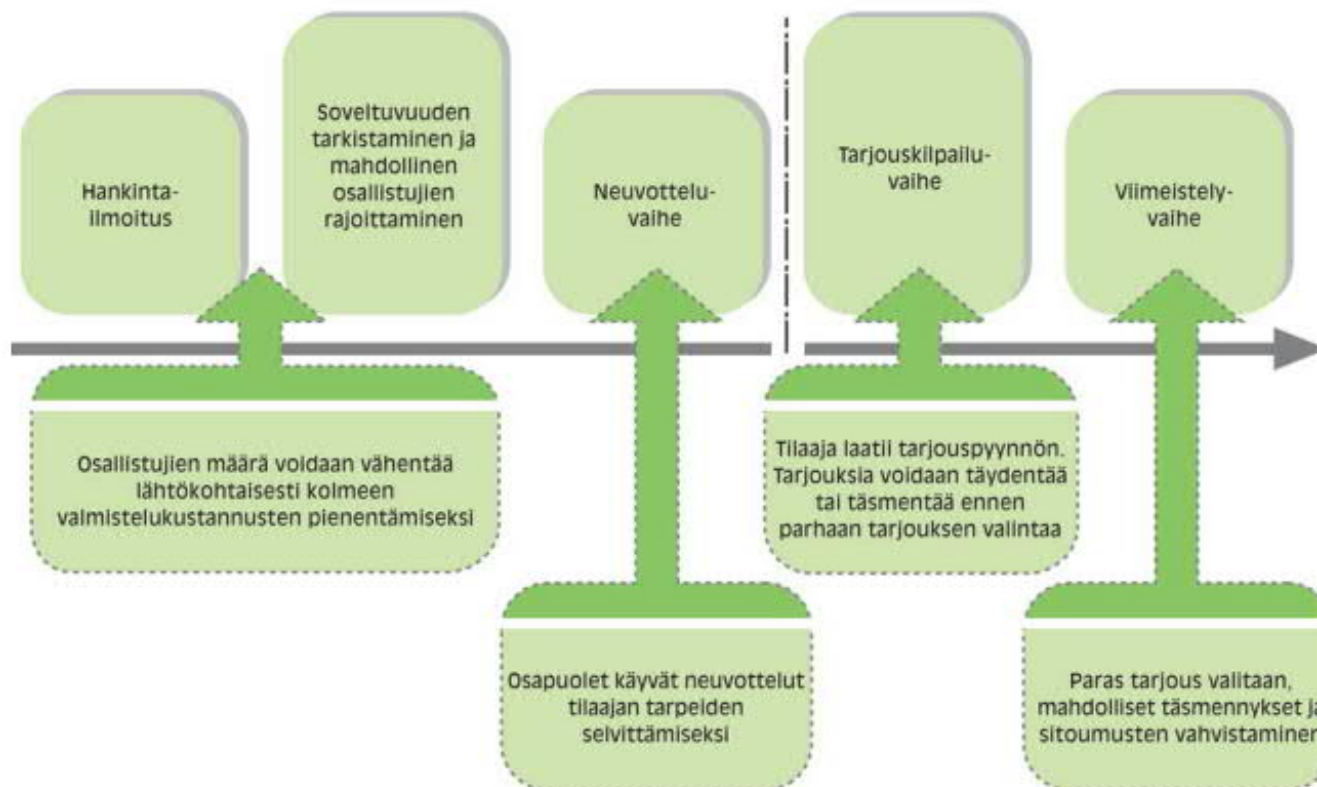 Hankinta-
ilmoitus
Soveltuvuuden
tarkistaminen ja
mahdollinen
osallistujien
rajoittaminen
Neuvottelu-
vaihe
Tarjouskilpailu-
vaihe
Viimeistely-
vaihe
Osallistujien määrä voidaan vähentää
lähtökohtaisesti kolmeen
valmistelukustannusten pienentämiseksi
Osapuolet käyvät neuvottelut
tilaajan tarpeiden
selvittämiseksi
Tilaaja laatii tarjouspyynnön.
Tarjouksia voidaan täydentää
tai täsmentää ennen
parhaan tarjouksen valintaa
Paras tarjous valitaan,
mahdolliset täsmennykset ja
sitoumusten vahvistaminen